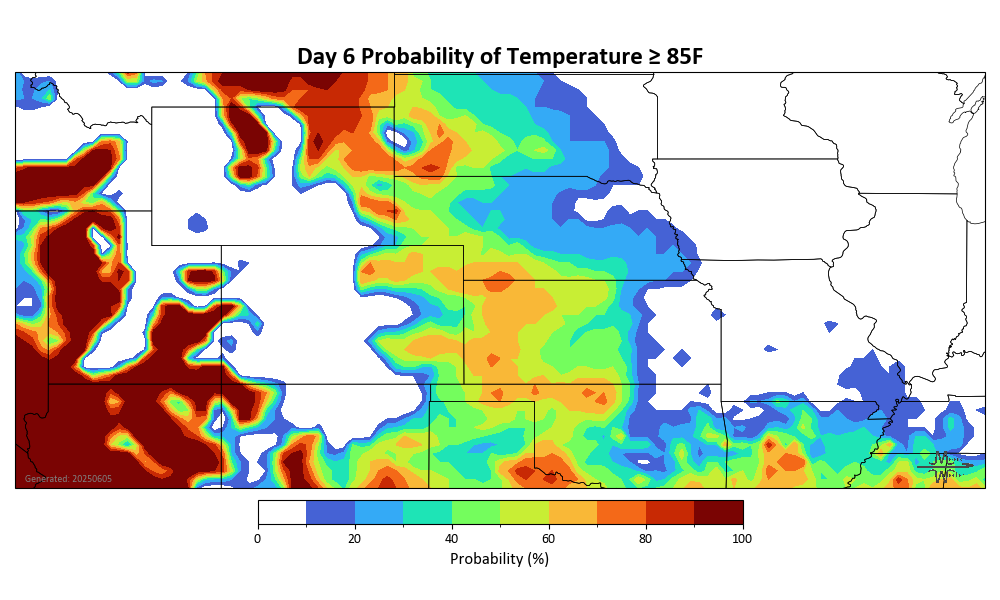 Day 6 Probability of Temperature ≥ 85F
Generated: 20250605
0 20 40 60 80 100
Probability (%)